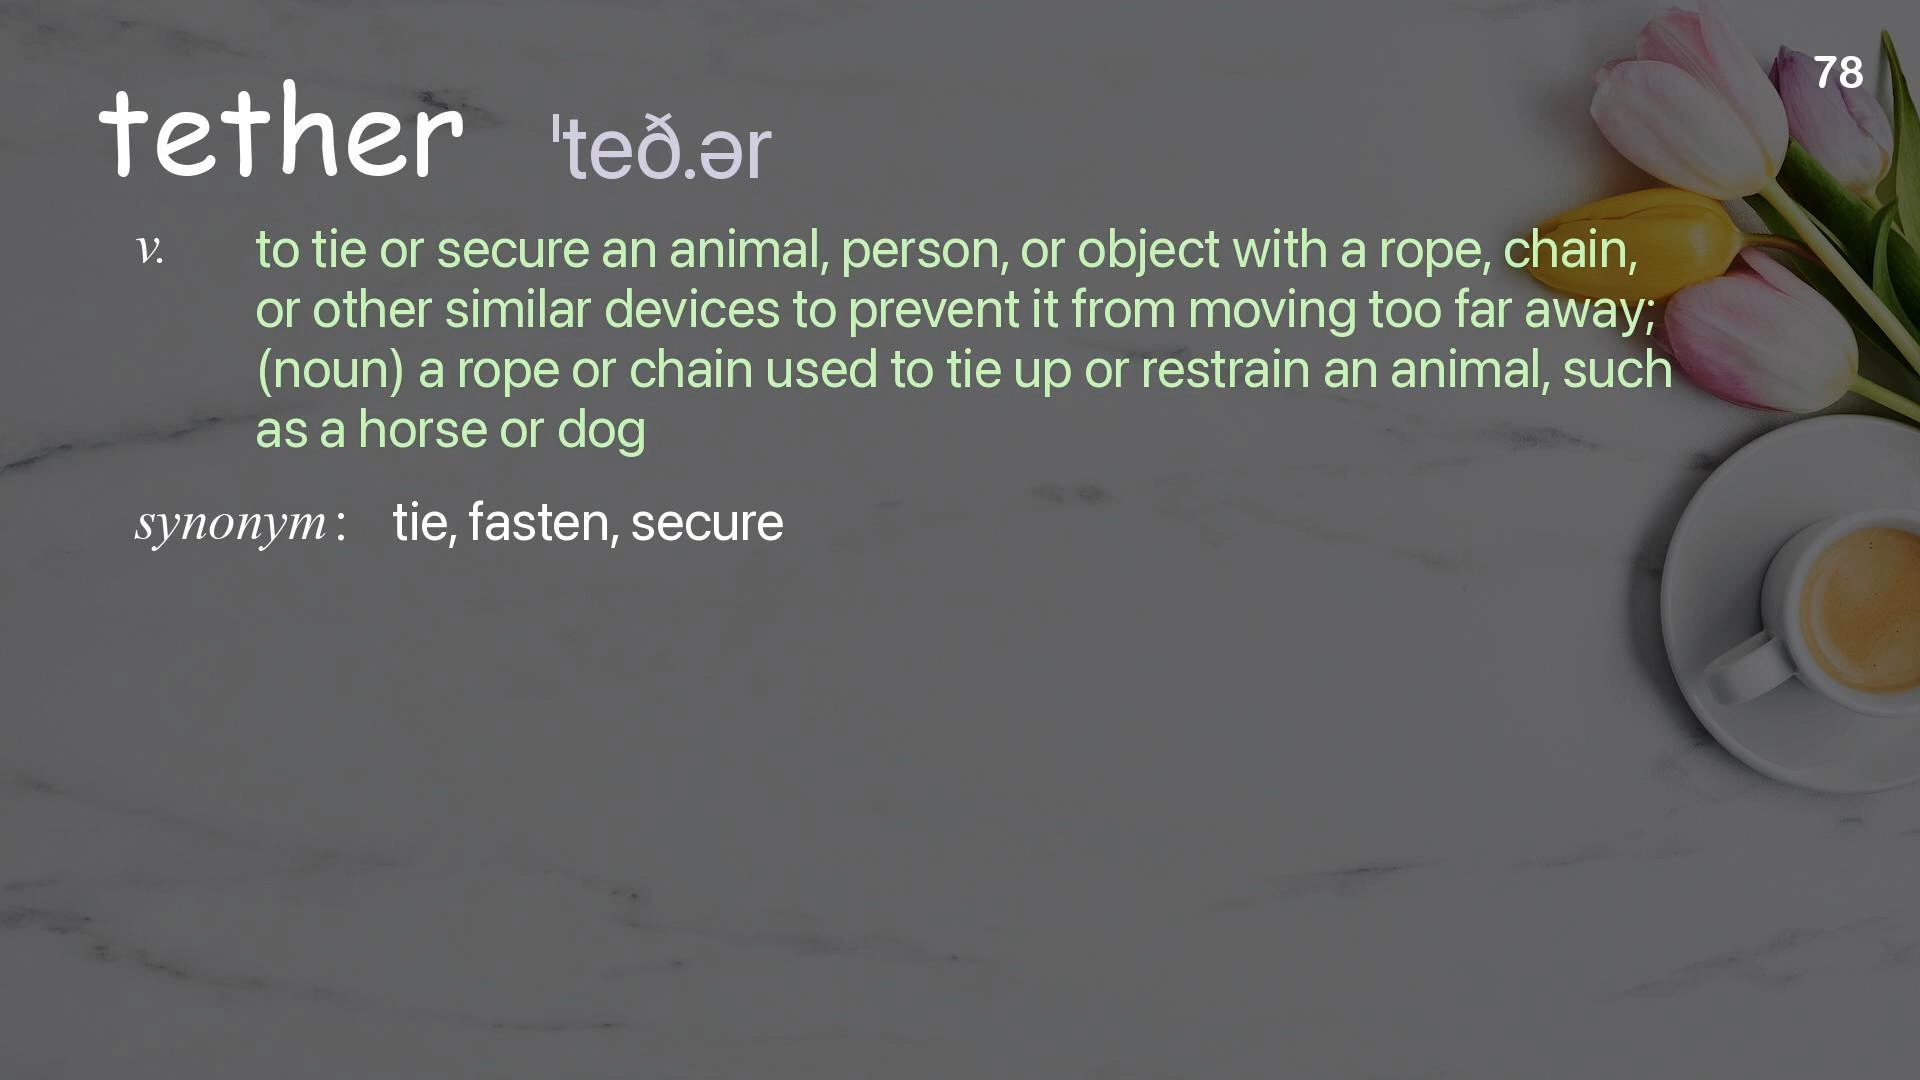 78
tether ˈteð.ər
v. to tie or secure an animal, person, or object with a rope, chain,
or other similar devices to prevent it from moving too far away;
(noun) a rope or chain used to tie up or restrain an animal, such
as a horse or dog
synonym : tie, fasten, secure